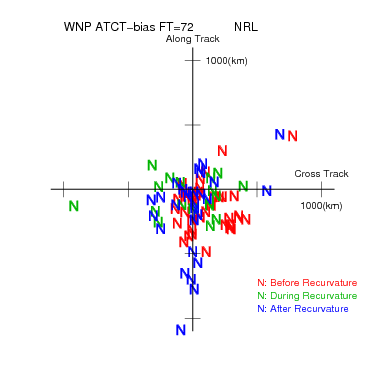 WNP ATCT-bias FT=72 NRL
Along Track
1000(km)
Cross Track
1000(km)
N: Before Recurvature
N: During Recurvature
N: After Recurvature